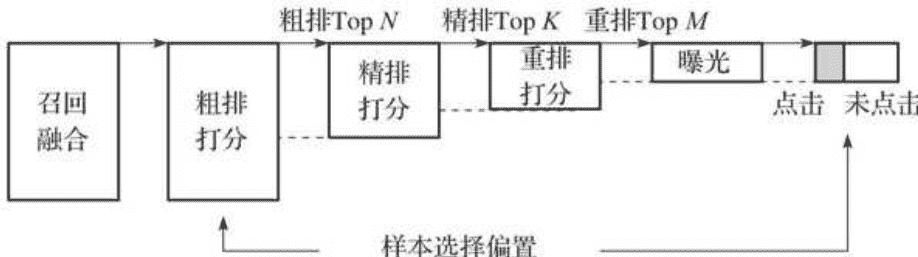 粗排Top N
精排Top K
重排Top M
召回
融合
粗排
打分
精排
打分
重排
打分
曝光
点击
未点击
样本选择偏置